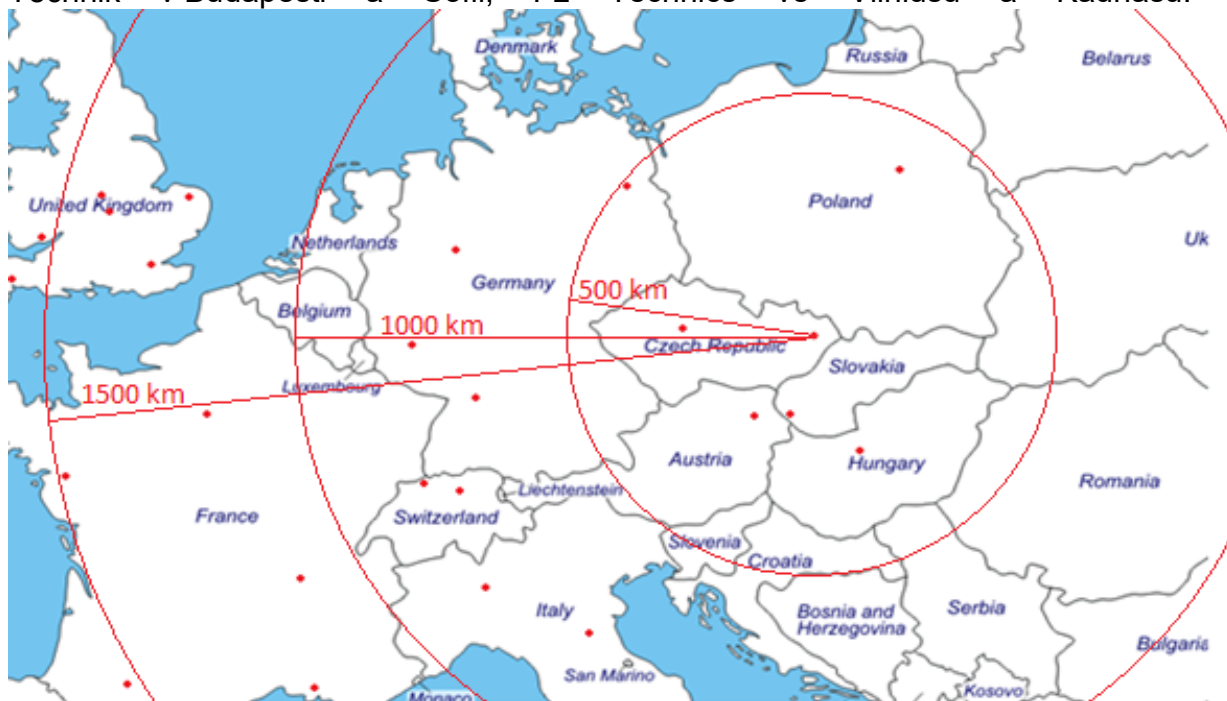 Denmark
Russia
Belarus
United Kingdom
Poland
Netherlands
Uk
Germany
500 km
Belgium
1000 km
Czech Republic
Slovakia
Luxembourg
1500 km
Austria
Hungary
Romania
Liechtenstein
France
Switzerland
Slovenia
Croatia
Italy
Bosnia and
Herzegovina
Serbia
Bulgaria
San Marino
Kosovo
Monaco